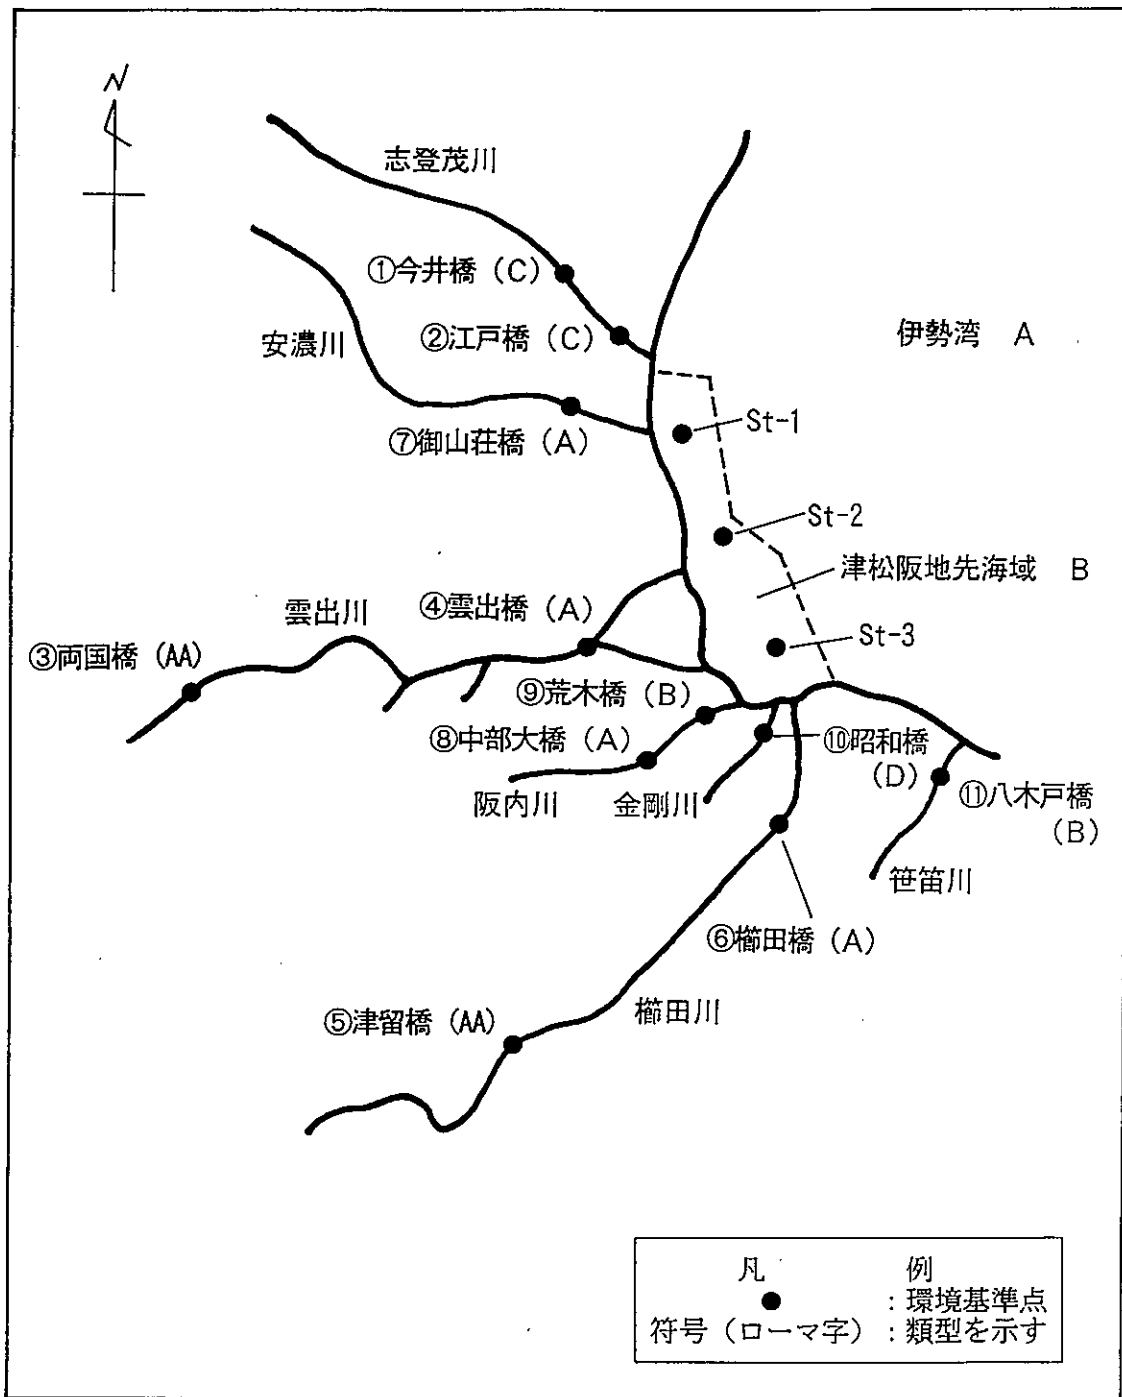 N
志登茂川
①今井橋(C)
②江戸橋(C)
伊勢湾 A
安濃川
⑦御山荘橋(A)
St-1
St-2
津松阪地先海域 B
④雲出橋(A)
雲出川
St-3
③両国橋(AA)
⑨荒木橋(B)
⑧中部大橋(A)
⑩昭和橋
(D)
⑪八木戸橋
(B)
阪内川
金剛川
笹笛川
⑥櫛田橋(A)
櫛田川
⑤津留橋(AA)
凡 例
●:環境基準点
符号(ローマ字):類型を示す